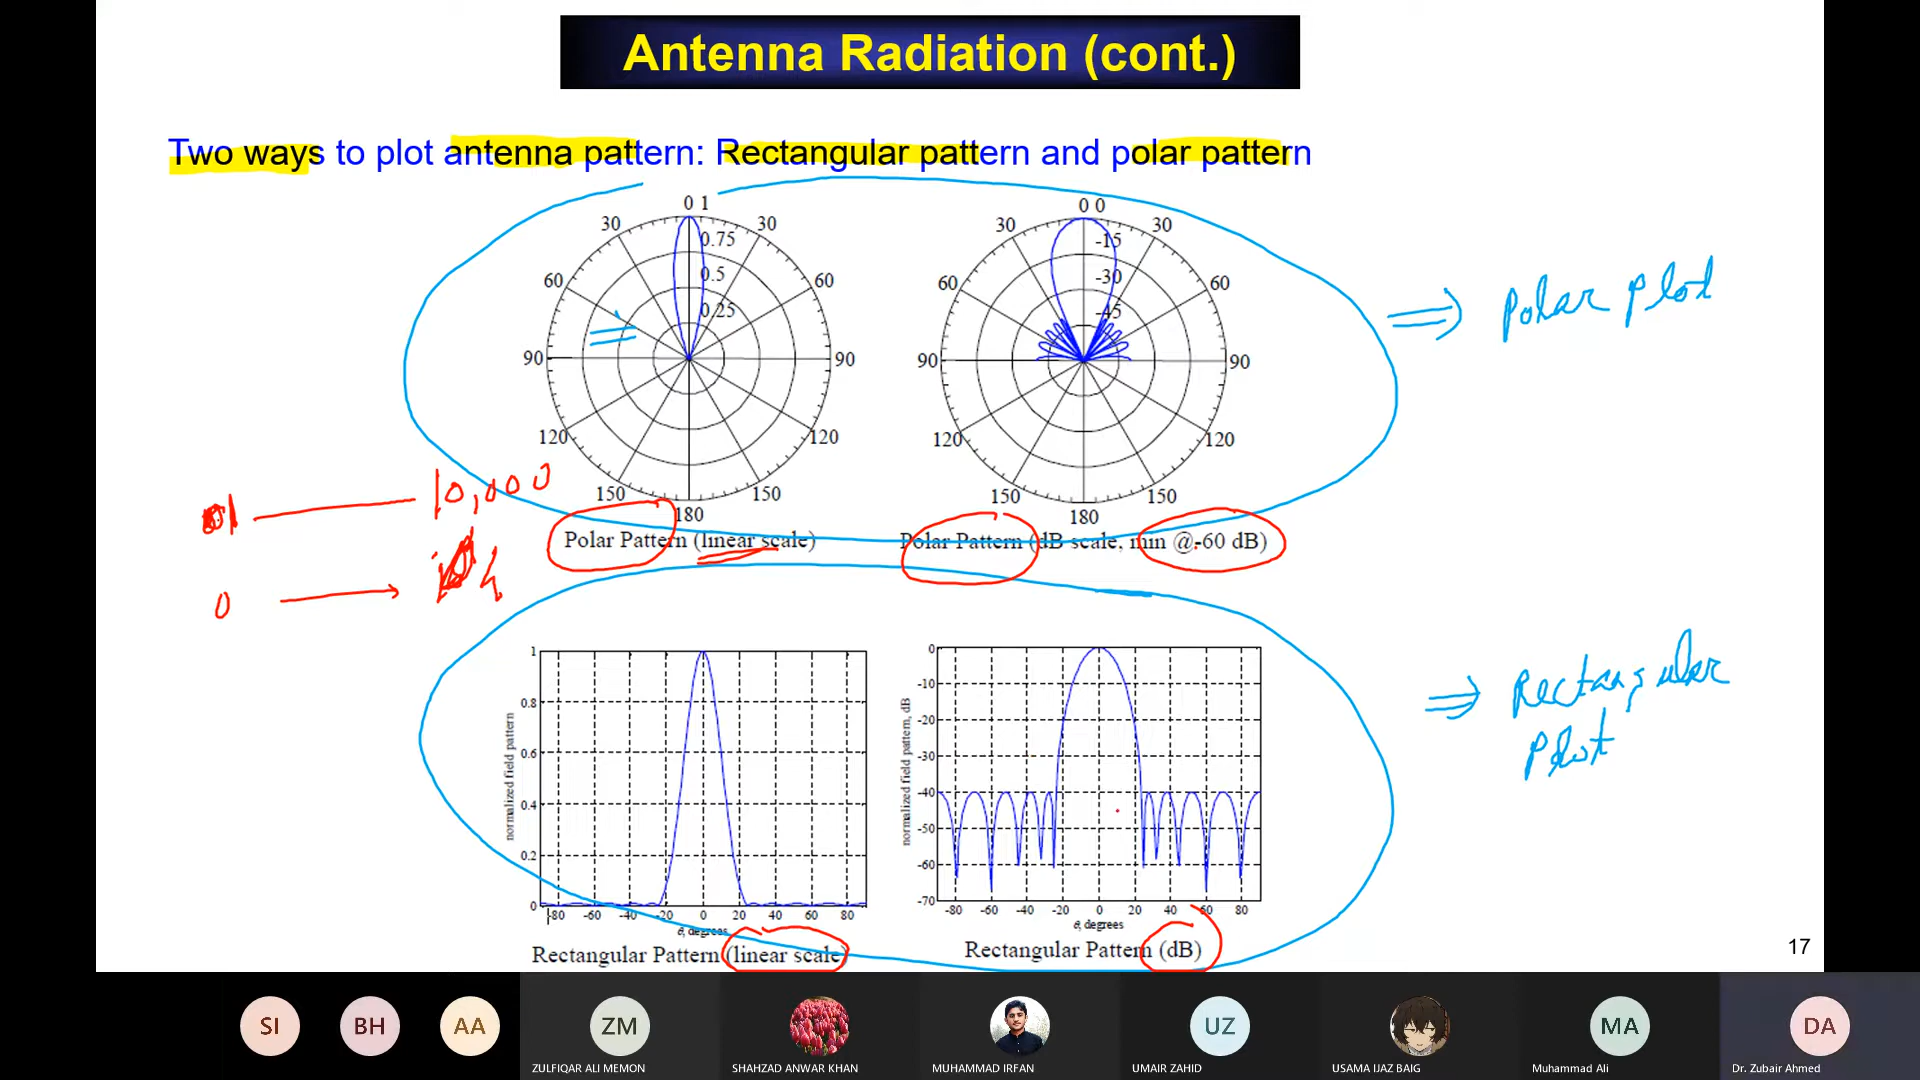 Antenna Radiation (cont.)
Two ways to plot antenna pattern: Rectangular pattern and polar pattern
0 1
30 30
0.75
60 60
0.5
0.25
90 90
120 120
150 150
180
Polar Pattern (linear scale)
0 0
30 30
-15
60 60
-30
-45
90 90
120 120
150 150
180
Polar Pattern (dB scale, min @-60 dB)
Polar Plot
1 10,000
0 4
1
0.8
0.6
0.4
0.2
0
normalized field pattern
-80 -60 -40 -20 0 20 40 60 80
θ, degrees
Rectangular Pattern (linear scale)
0
-10
-20
-30
-40
-50
-60
-70
normalized field pattern, dB
-80 -60 -40 -20 0 20 40 60 80
θ, degrees
Rectangular Pattern (dB)
Rectangular
Plot
17
SI BH AA ZM UZ MA DA
ZULFIQAR ALI MEMON SHAHZAD ANWAR KHAN MUHAMMAD IRFAN UMAIR ZAHID USAMA IJAZ BAIG Muhammad Ali Dr. Zubair Ahmed